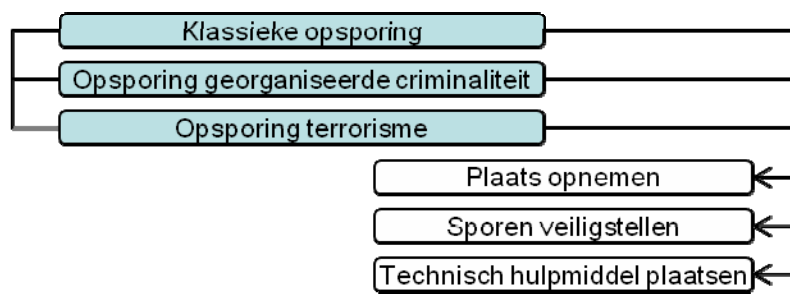 Klassieke opsporing
Opsporing georganiseerde criminaliteit
Opsporing terrorisme
Plaats opnemen
Sporen veiligstellen
Technisch hulpmiddel plaatsen